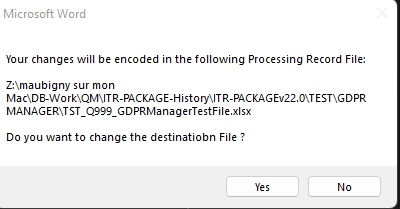 Microsoft Word
Your changes will be encoded in the following Processing Record File:
Z:\maubigny sur mon
Mac\DB-Work\QM\ITR-PACKAGE-History\ITR-PACKAGEv22.0\TEST\GDPR
MANAGER\TST_Q999_GDPRManagerTestFile.xlsx
Do you want to change the destinatiobn File ?
Yes
No